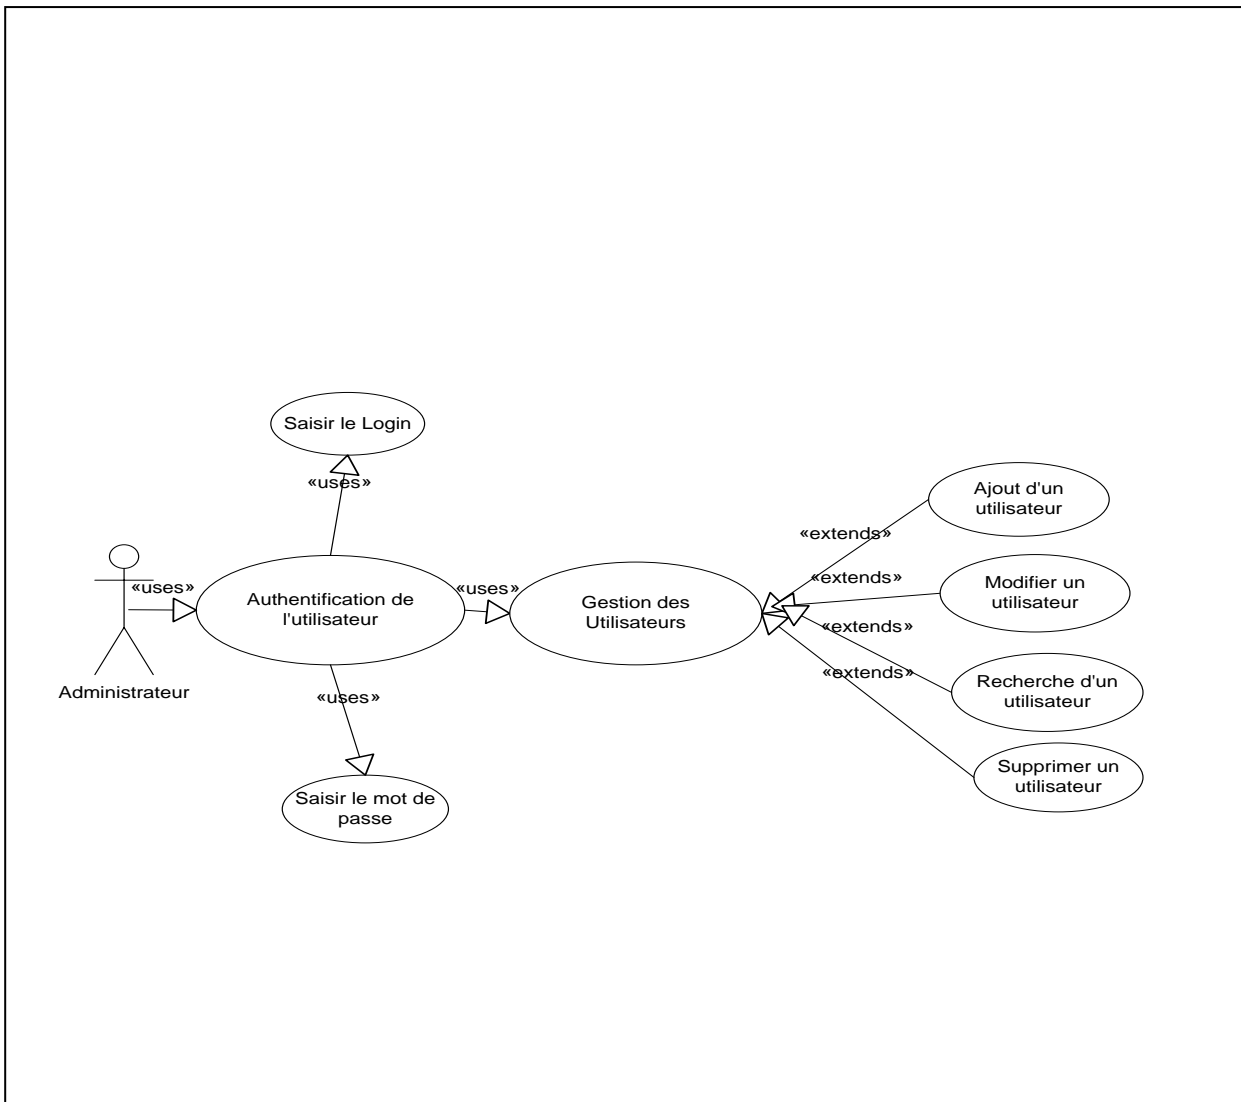 Saisir le Login
«uses»
Ajout d'un
utilisateur
«extends»
Modifier un
utilisateur
«extends»
«uses»
Authentification de
l'utilisateur
«uses»
Gestion des
Utilisateurs
«extends»
Recherche d'un
utilisateur
«extends»
Administrateur
«uses»
Supprimer un
utilisateur
Saisir le mot de
passe